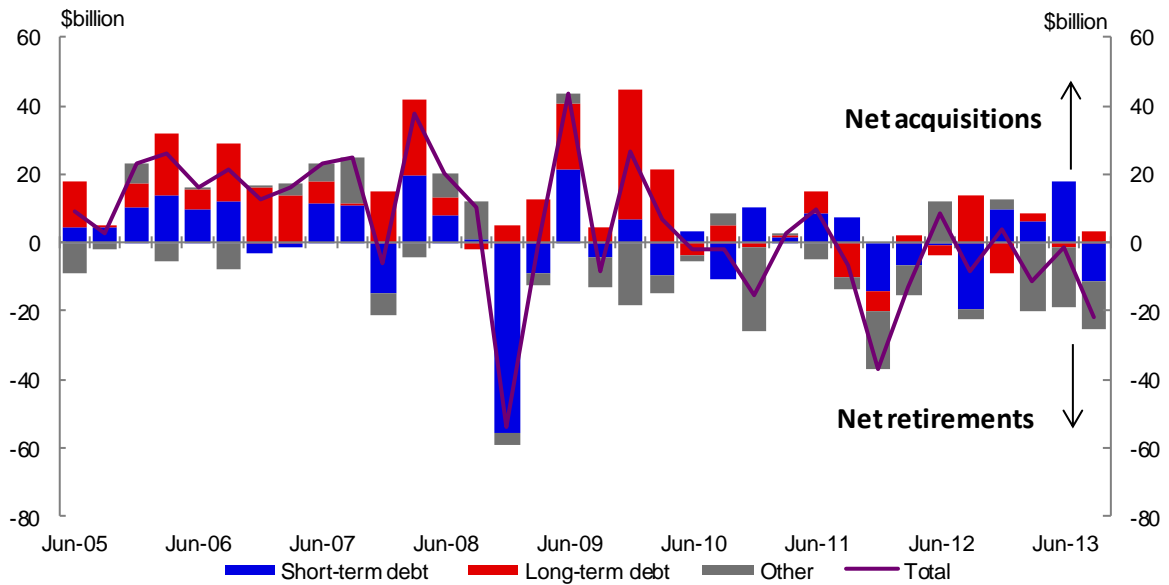 $billion $billion
60 60
40 40
Net acquisitions
20 20
0 0
-20 -20
-40 -40
Net retirements
-60 -60
-80 -80
Jun-05 Jun-06 Jun-07 Jun-08 Jun-09 Jun-10 Jun-11 Jun-12 Jun-13
Short-term debt Long-term debt Other Total